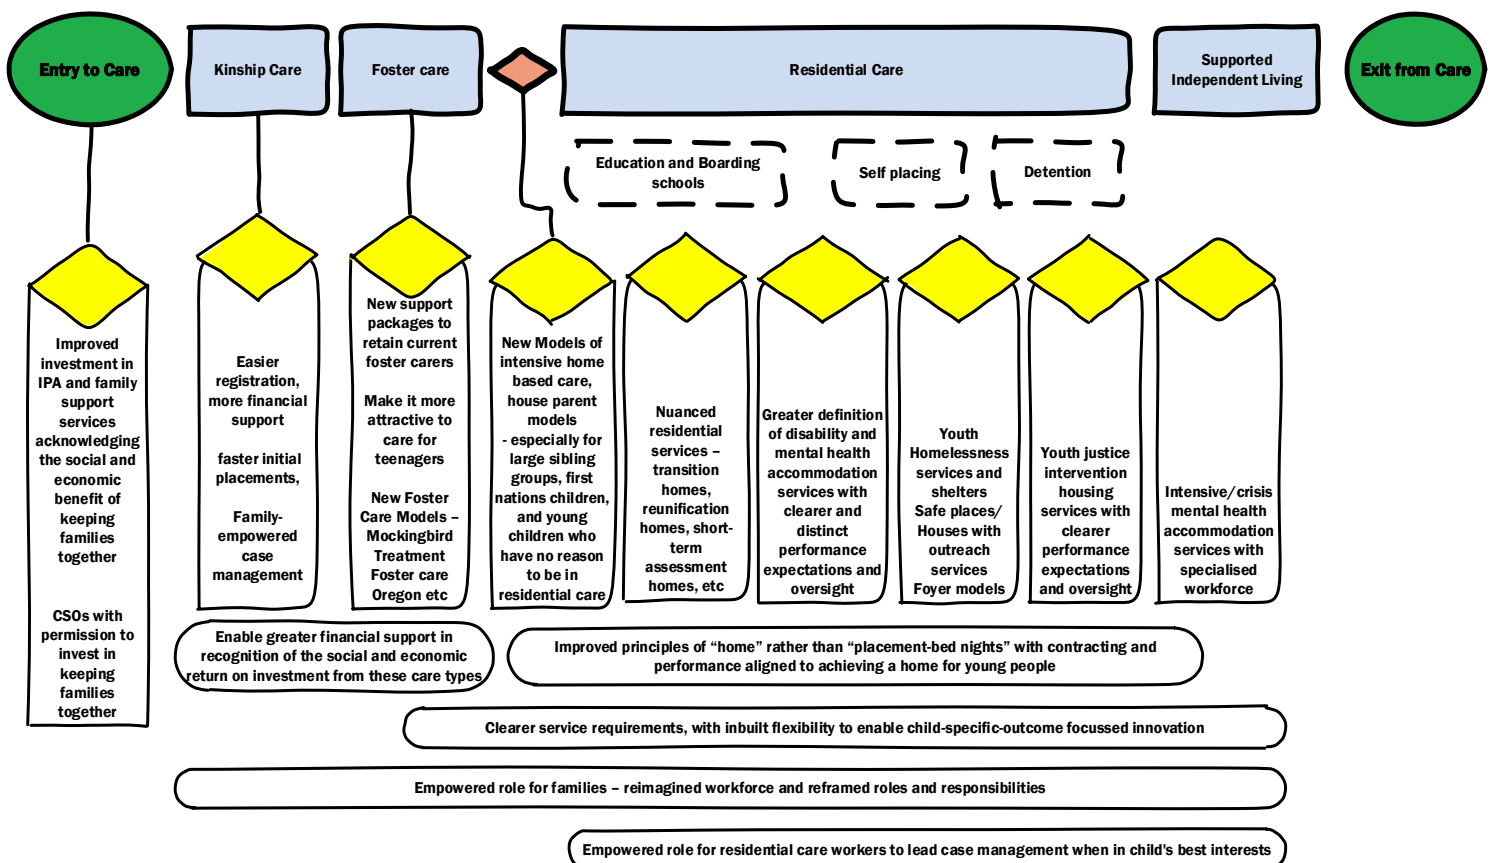 Entry to Care
Kinship Care
Foster care
Residential Care
Supported
Independent Living
Exit from Care
Education and Boarding
schools
Self placing
Detention
Improved
investment in
IPA and family
support
services
acknowledging
the social and
economic
benefit of
keeping
families
together
CSOs with
permission to
invest in
keeping
families
together
Easier
registration,
more financial
support
faster initial
placements,
Family-
empowered
case
management
New support
packages to
retain current
foster carers
Make it more
attractive to
care for
teenagers
New Foster
Care Models –
Mockingbird
Treatment
Foster care
Oregon etc
New Models of
intensive home
based care,
house parent
models
- especially for
large sibling
groups, first
nations children,
and young
children who
have no reason
to be in
residential care
Nuanced
residential
services –
transition
homes,
reunification
homes, short-
term
assessment
homes, etc
Greater definition
of disability and
mental health
accommodation
services with
clearer and
distinct
performance
expectations and
oversight
Youth
Homelessness
services and
shelters
Safe places/
Houses with
outreach
services
Foyer models
Youth justice
intervention
housing
services with
clearer
performance
expectations
and oversight
Intensive/crisis
mental health
accommodation
services with
specialised
workforce
Enable greater financial support in
recognition of the social and economic
return on investment from these care types
Improved principles of “home” rather than “placement-bed nights” with contracting and
performance aligned to achieving a home for young people
Clearer service requirements, with inbuilt flexibility to enable child-specific-outcome focussed innovation
Empowered role for families – reimagined workforce and reframed roles and responsibilities
Empowered role for residential care workers to lead case management when in child's best interests